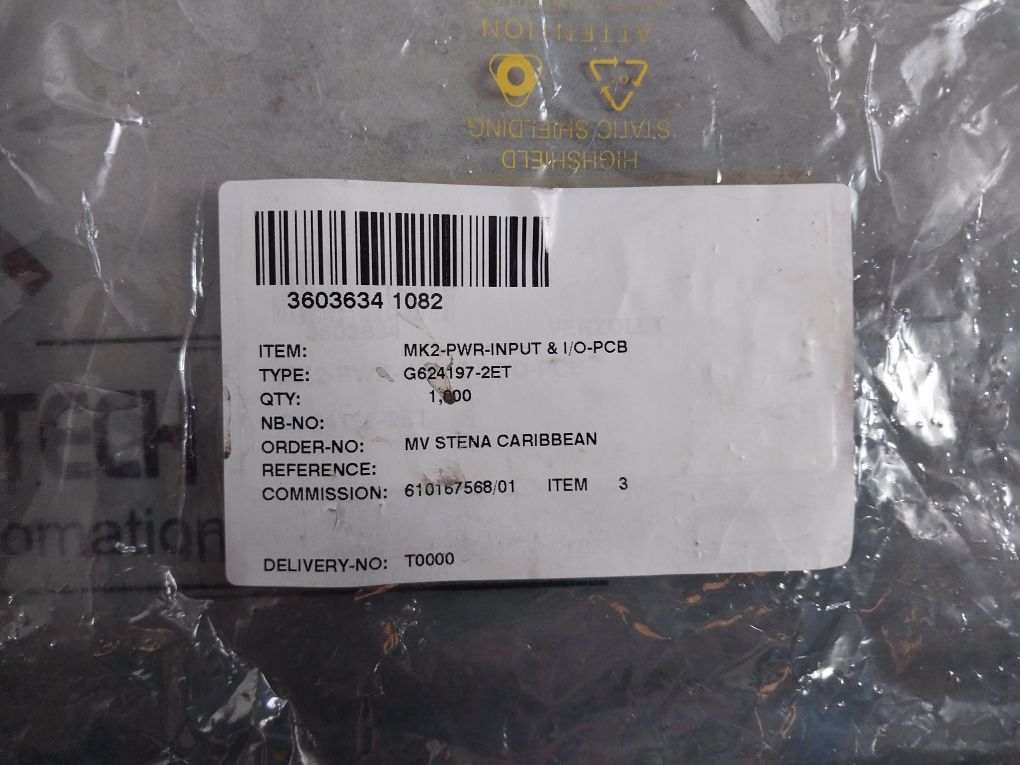 ATTENTION
STATIC SHIELDING
HIGHSHIELD
3603634 1082
VERZOLLT
ITEM: MK2-PWR-INPUT & I/O-PCB
TYPE: G624197-2ET
QTY: 1,000
NB-NO:
ORDER-NO: MV STENA CARIBBEAN
REFERENCE:
COMMISSION: 610167568/01 ITEM 3
DELIVERY-NO: T0000
TECH
omation